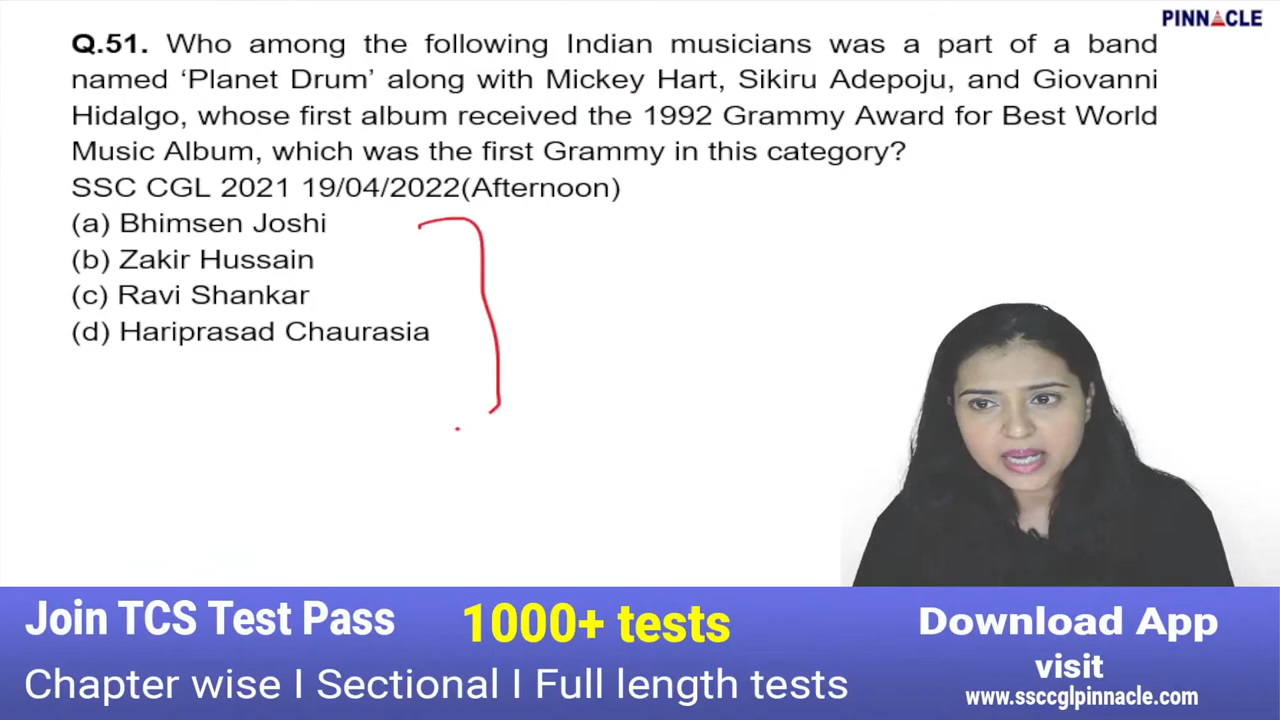 PINNACLE
Q.51. Who among the following Indian musicians was a part of a band
named ‘Planet Drum’ along with Mickey Hart, Sikiru Adepoju, and Giovanni
Hidalgo, whose first album received the 1992 Grammy Award for Best World
Music Album, which was the first Grammy in this category?
SSC CGL 2021 19/04/2022(Afternoon)
(a) Bhimsen Joshi
(b) Zakir Hussain
(c) Ravi Shankar
(d) Hariprasad Chaurasia
Join TCS Test Pass 1000+ tests
Chapter wise I Sectional I Full length tests
Download App
visit
www.ssccglpinnacle.com